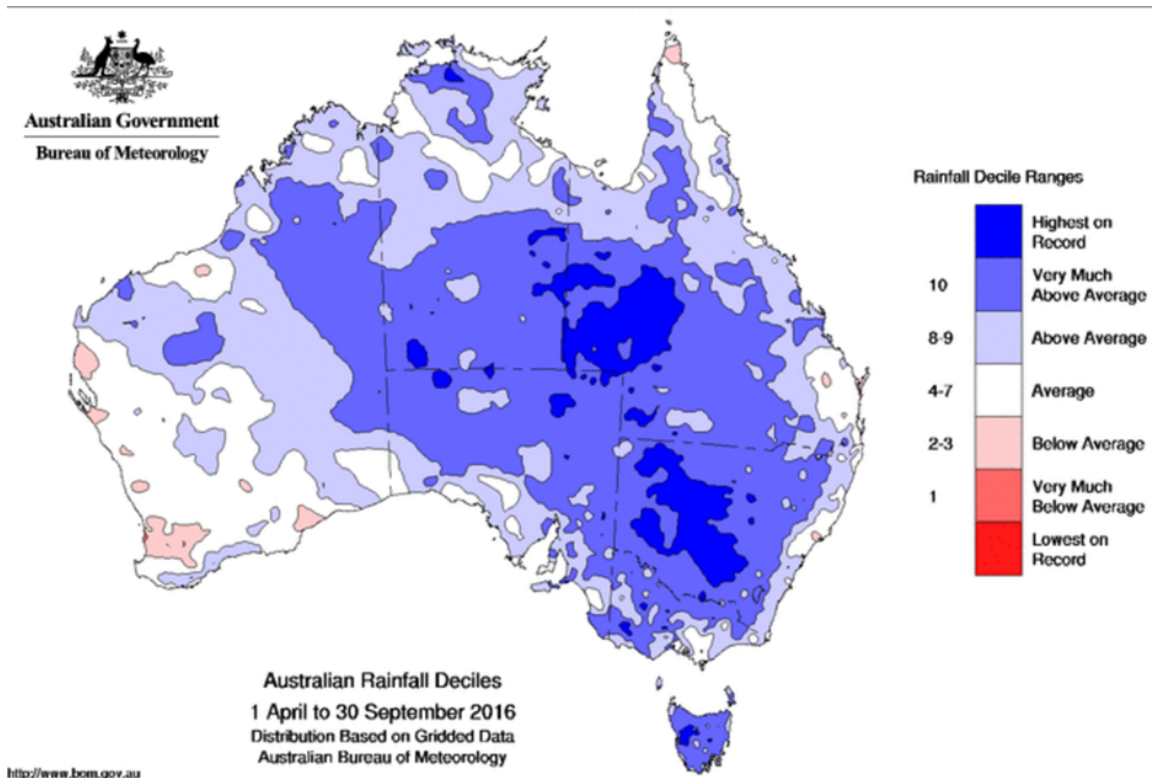 Australian Government
Bureau of Meteorology
Rainfall Decile Ranges
Highest on
Record
10
Very Much
Above Average
8-9
Above Average
4-7
Average
2-3
Below Average
1
Very Much
Below Average
Lowest on
Record
Australian Rainfall Deciles
1 April to 30 September 2016
Distribution Based on Gridded Data
Australian Bureau of Meteorology
http://www.bom.gov.au